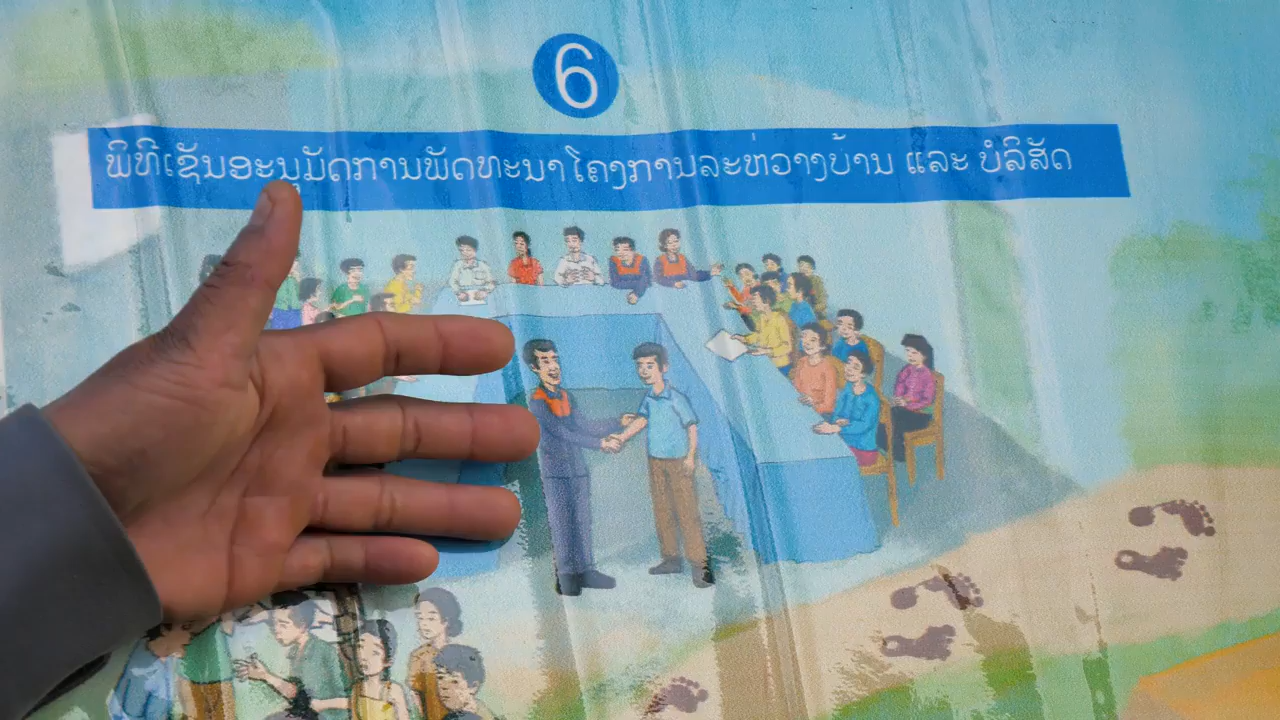 6
ພິທີເຊັນອະນຸມັດການພັດທະນາໂຄງການລະຫ່ວາງບ້ານ ແລະ ບໍລິສັດ